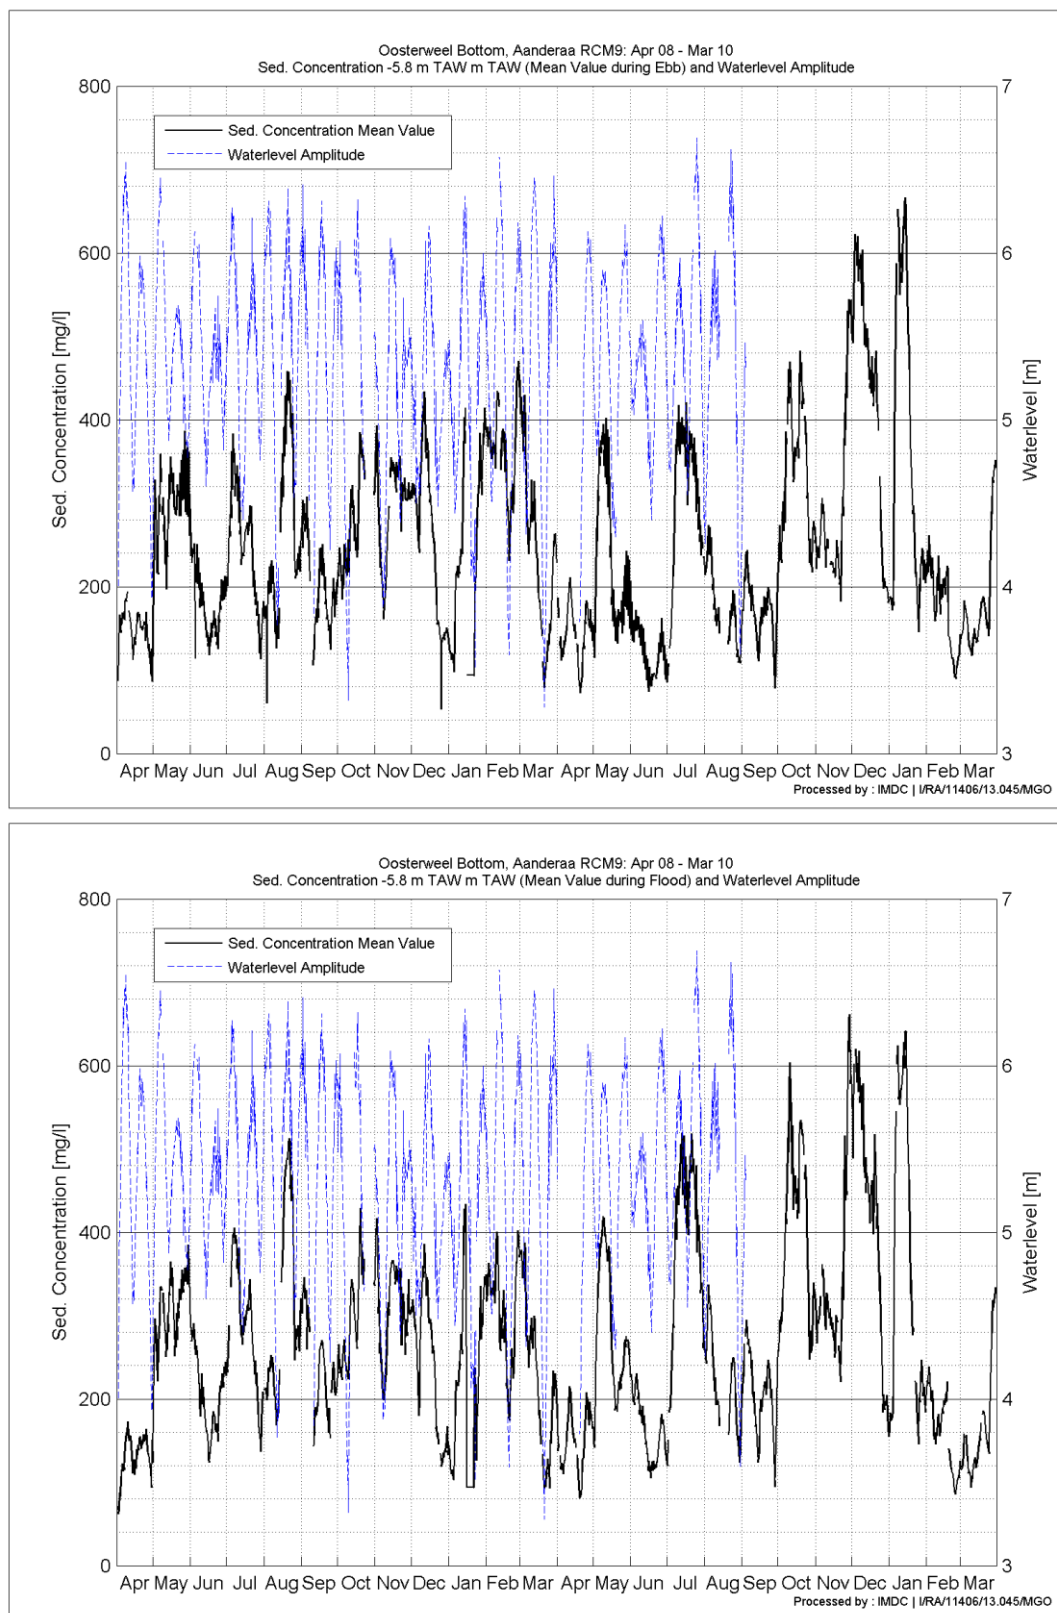 Oosterweel Bottom, Aanderaa RCM9: Apr 08 - Mar 10
Sed. Concentration -5.8 m TAW m TAW (Mean Value during Ebb) and Waterlevel Amplitude
800
7
Sed. Concentration Mean Value
Waterlevel Amplitude
600
6
Sed. Concentration [mg/l]
Waterlevel [m]
400
5
200
4
0
3
Apr May Jun Jul Aug Sep Oct Nov Dec Jan Feb Mar Apr May Jun Jul Aug Sep Oct Nov Dec Jan Feb Mar
Processed by : IMDC | I/RA/11406/13.045/MGO
Oosterweel Bottom, Aanderaa RCM9: Apr 08 - Mar 10
Sed. Concentration -5.8 m TAW m TAW (Mean Value during Flood) and Waterlevel Amplitude
800
7
Sed. Concentration Mean Value
Waterlevel Amplitude
600
6
Sed. Concentration [mg/l]
Waterlevel [m]
400
5
200
4
0
3
Apr May Jun Jul Aug Sep Oct Nov Dec Jan Feb Mar Apr May Jun Jul Aug Sep Oct Nov Dec Jan Feb Mar
Processed by : IMDC | I/RA/11406/13.045/MGO